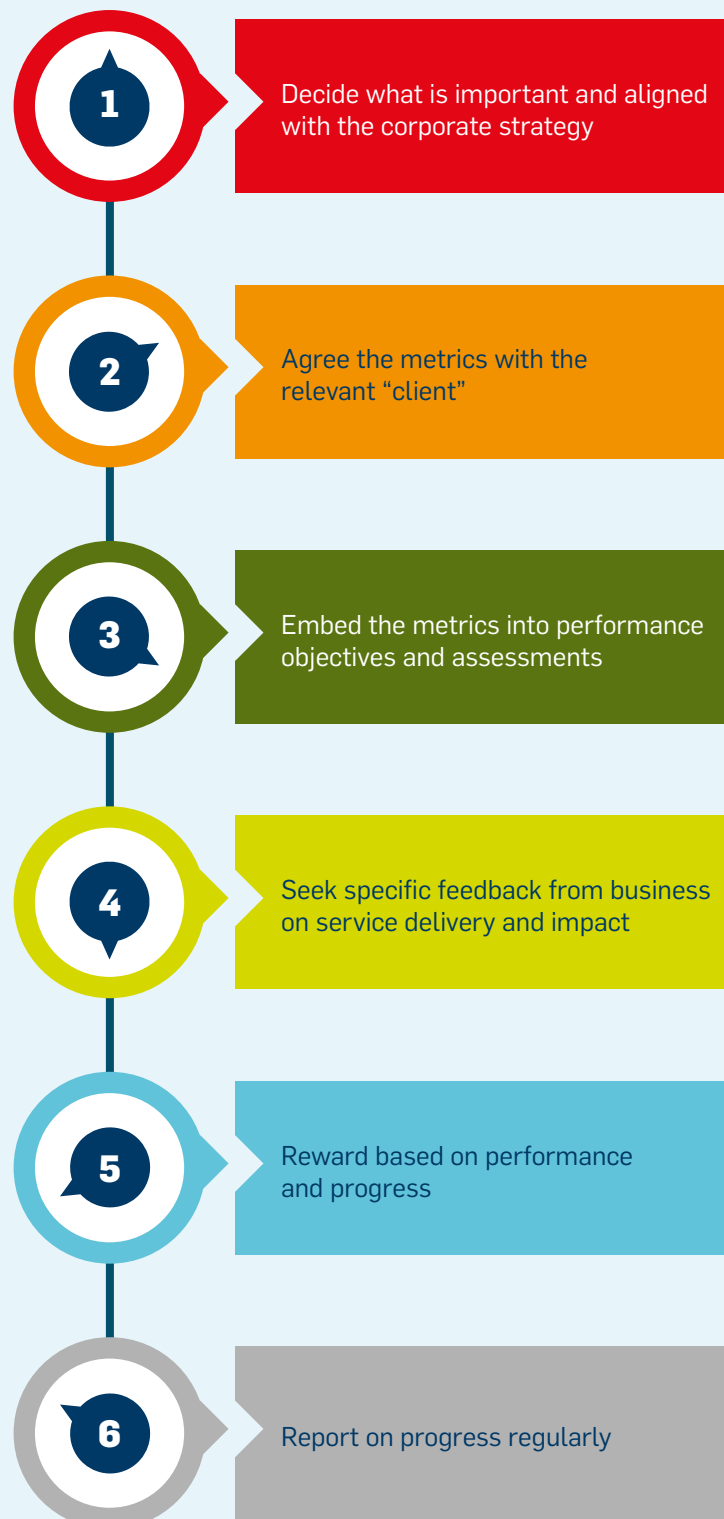 1
Decide what is important and aligned
with the corporate strategy
2
Agree the metrics with the
relevant “client”
3
Embed the metrics into performance
objectives and assessments
4
Seek specific feedback from business
on service delivery and impact
5
Reward based on performance
and progress
6
Report on progress regularly